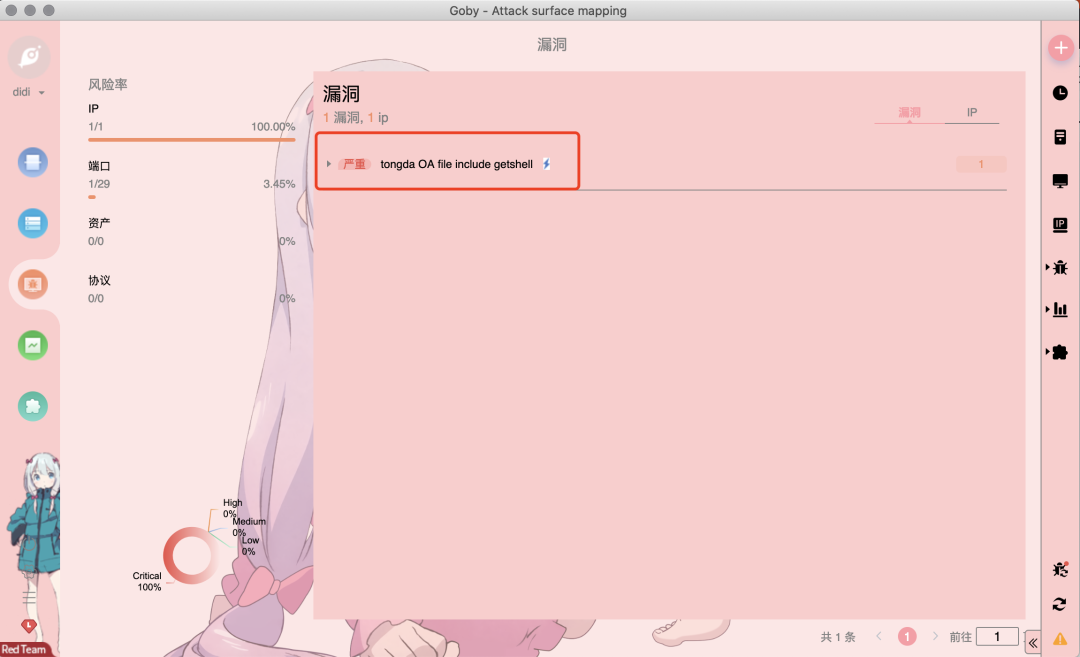 Goby - Attack surface mapping
漏洞
didi
风险率
IP
1/1 100.00%
端口
1/29 3.45%
资产
0/0 0%
协议
0/0 0%
漏洞
1 漏洞, 1 ip
漏洞 IP
严重 tongda OA file include getshell 1
High
0%
Medium
0%
Low
0%
Critical
100%
Red Team
共 1 条 1 前往 1
IP